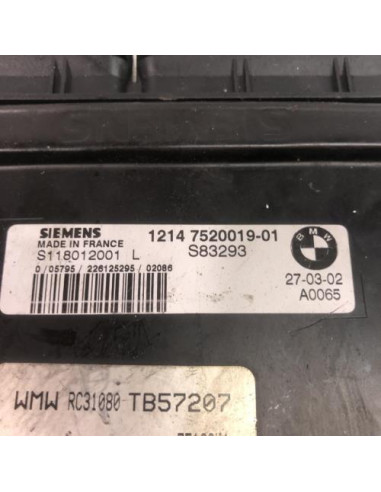 SIEMENS
MADE IN FRANCE
S118012001 L
0 / 05795 / 226125295 / 02086
1214 7520019-01
S83293
BMW
27-03-02
A0065
WMW RC31080 TB57207